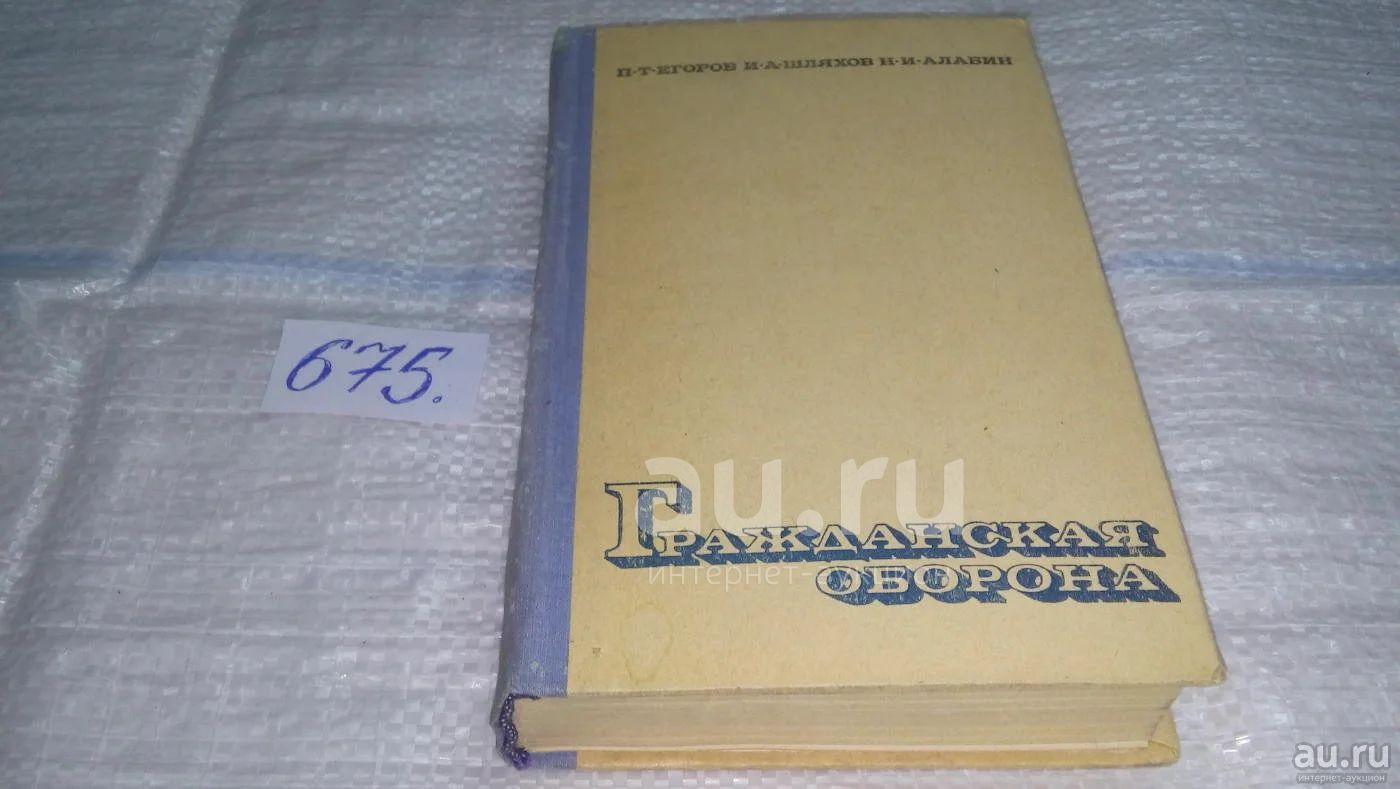 П·Т·ЕГОРОВ И·А·ШЛЯХОВ Н·И·АЛАБИН
675.
au.ru
ГРАЖДАНСКАЯ
интернет-
ОБОРОНА
au.ru
интернет-аукцион